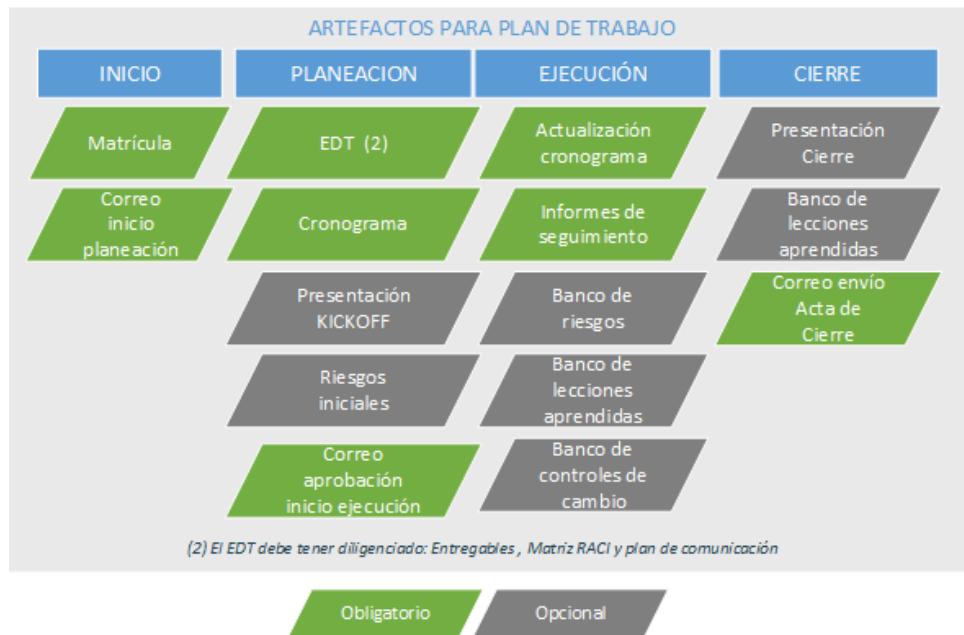 ARTEFACTOS PARA PLAN DE TRABAJO
INICIO
PLANEACION
EJECUCIÓN
CIERRE
Matrícula
Correo
inicio
planeación
EDT (2)
Cronograma
Presentación
KICKOFF
Riesgos
iniciales
Correo
aprobación
inicio ejecución
Actualización
cronograma
Informes de
seguimiento
Banco de
riesgos
Banco de
lecciones
aprendidas
Banco de
controles de
cambio
Presentación
Cierre
Banco de
lecciones
aprendidas
Correo envío
Acta de
Cierre
(2) El EDT debe tener diligenciado: Entregables , Matriz RACI y plan de comunicación
Obligatorio
Opcional